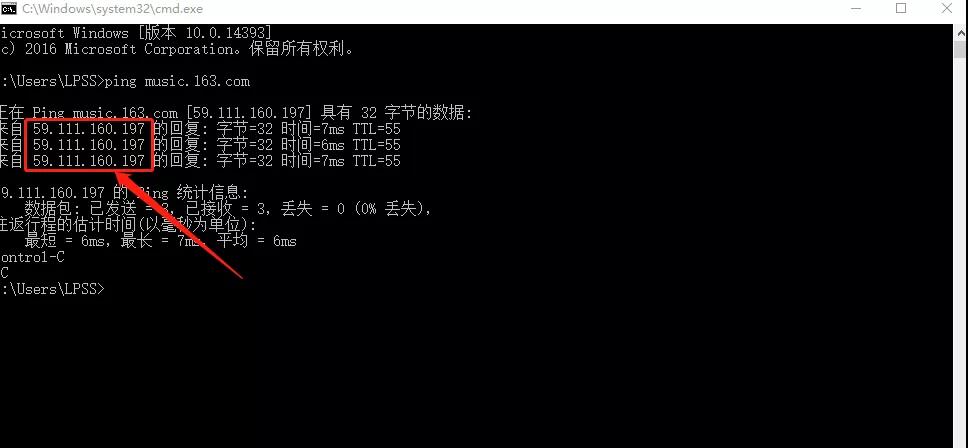 C:\Windows\system32\cmd.exe
icrosoft Windows [版本 10.0.14393]
c) 2016 Microsoft Corporation。保留所有权利。
:\Users\LPSS>ping music.163.com
正在 Ping music.163.com [59.111.160.197] 具有 32 字节的数据:
来自 59.111.160.197 的回复: 字节=32 时间=7ms TTL=55
来自 59.111.160.197 的回复: 字节=32 时间=6ms TTL=55
来自 59.111.160.197 的回复: 字节=32 时间=7ms TTL=55
9.111.160.197 的 Ping 统计信息:
数据包: 已发送 = 3, 已接收 = 3, 丢失 = 0 (0% 丢失),
往返行程的估计时间(以毫秒为单位):
最短 = 6ms, 最长 = 7ms, 平均 = 6ms
ontrol-C
C
:\Users\LPSS>